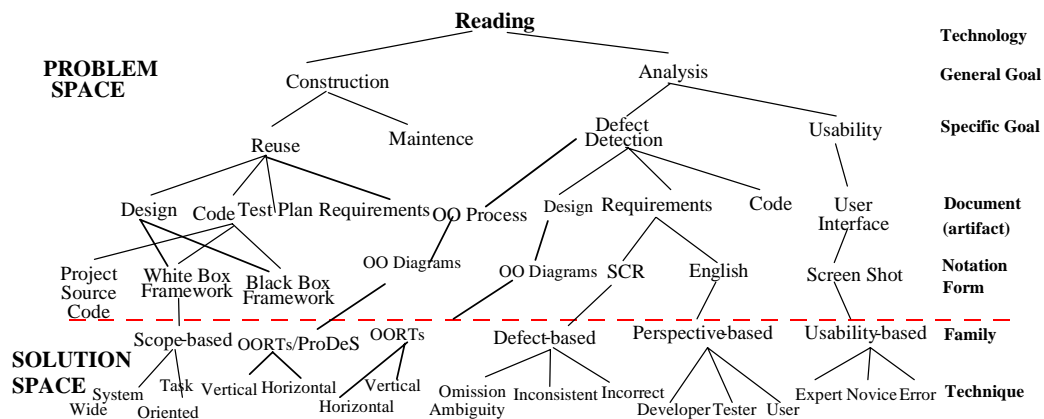 Reading
Technology
PROBLEM
SPACE
Construction
Analysis
General Goal
Reuse
Maintence
Defect
Detection
Usability
Specific Goal
Design
Code
Test Plan
Requirements
OO Process
Design
Requirements
Code
User
Interface
Document
(artifact)
Project
Source
Code
White Box
Framework
Black Box
Framework
OO Diagrams
OO Diagrams
SCR
English
Screen Shot
Notation
Form
SOLUTION
SPACE
Scope-based
OORTs/ProDeS
OORTs
Defect-based
Perspective-based
Usability-based
Family
System
Wide
Task
Oriented
Vertical
Horizontal
Horizontal
Vertical
Omission
Ambiguity
Inconsistent
Incorrect
Developer
Tester
User
Expert
Novice
Error
Technique